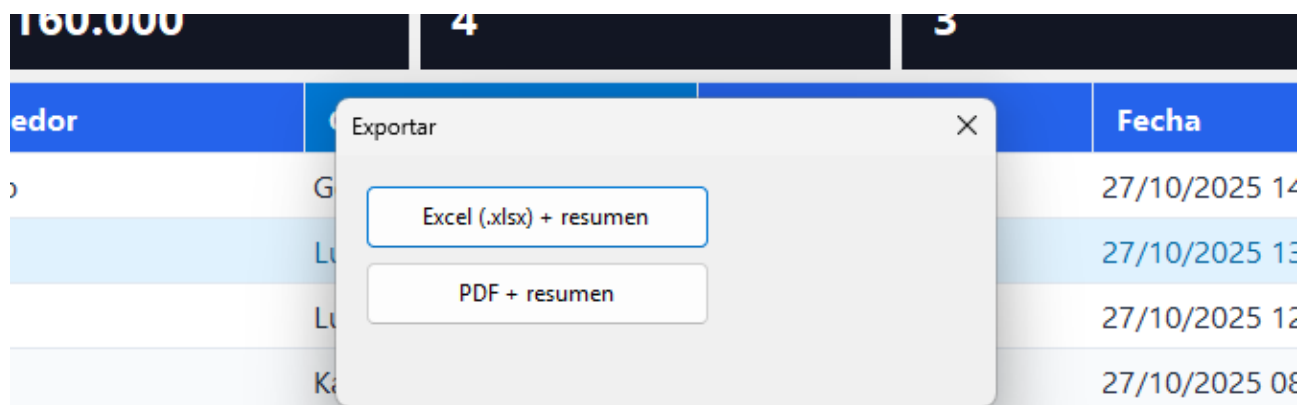 160.000
4
3
edor
Fecha
Exportar
27/10/2025 14
Excel (.xlsx) + resumen
27/10/2025 13
PDF + resumen
27/10/2025 12
27/10/2025 08